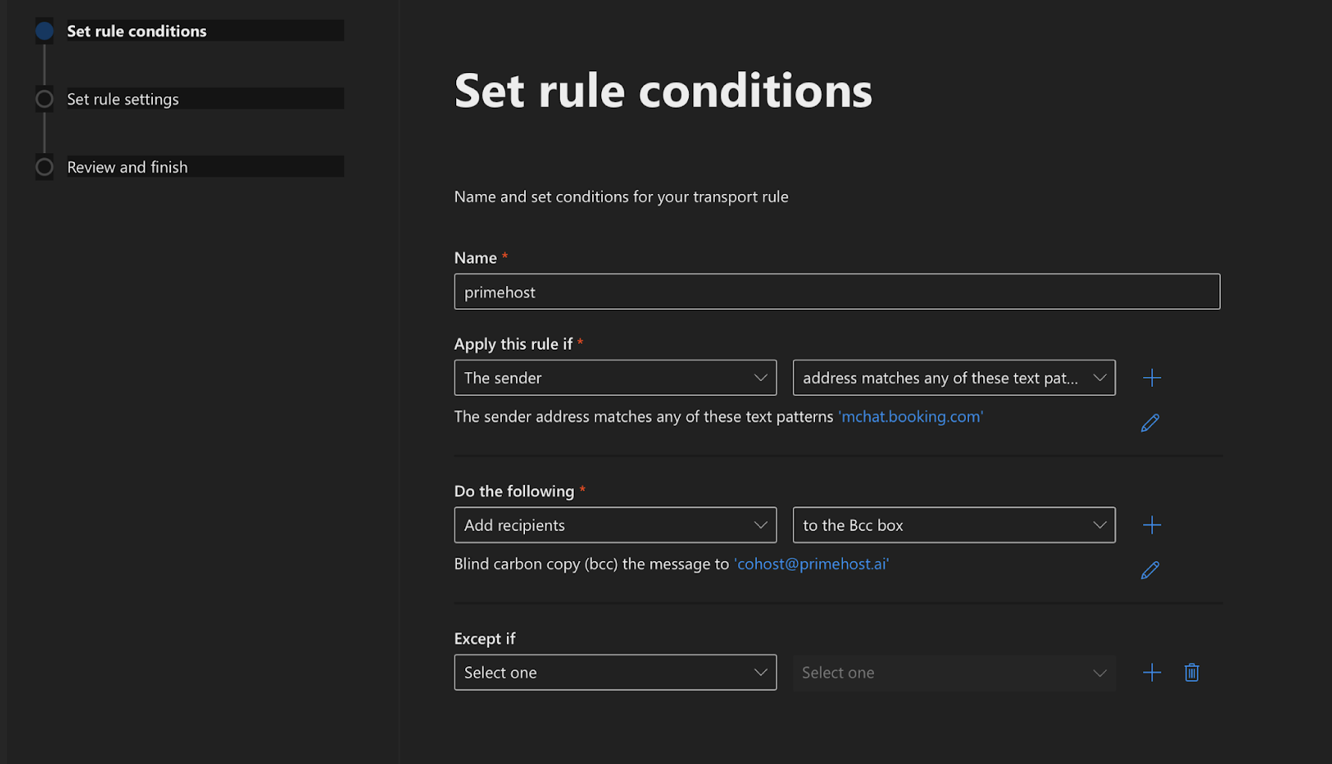 Set rule conditions
Set rule settings
Review and finish
Set rule conditions
Name and set conditions for your transport rule
Name *
primehost
Apply this rule if *
The sender
address matches any of these text pat...
The sender address matches any of these text patterns 'mchat.booking.com'
Do the following *
Add recipients
to the Bcc box
Blind carbon copy (bcc) the message to 'cohost@primehost.ai'
Except if
Select one
Select one